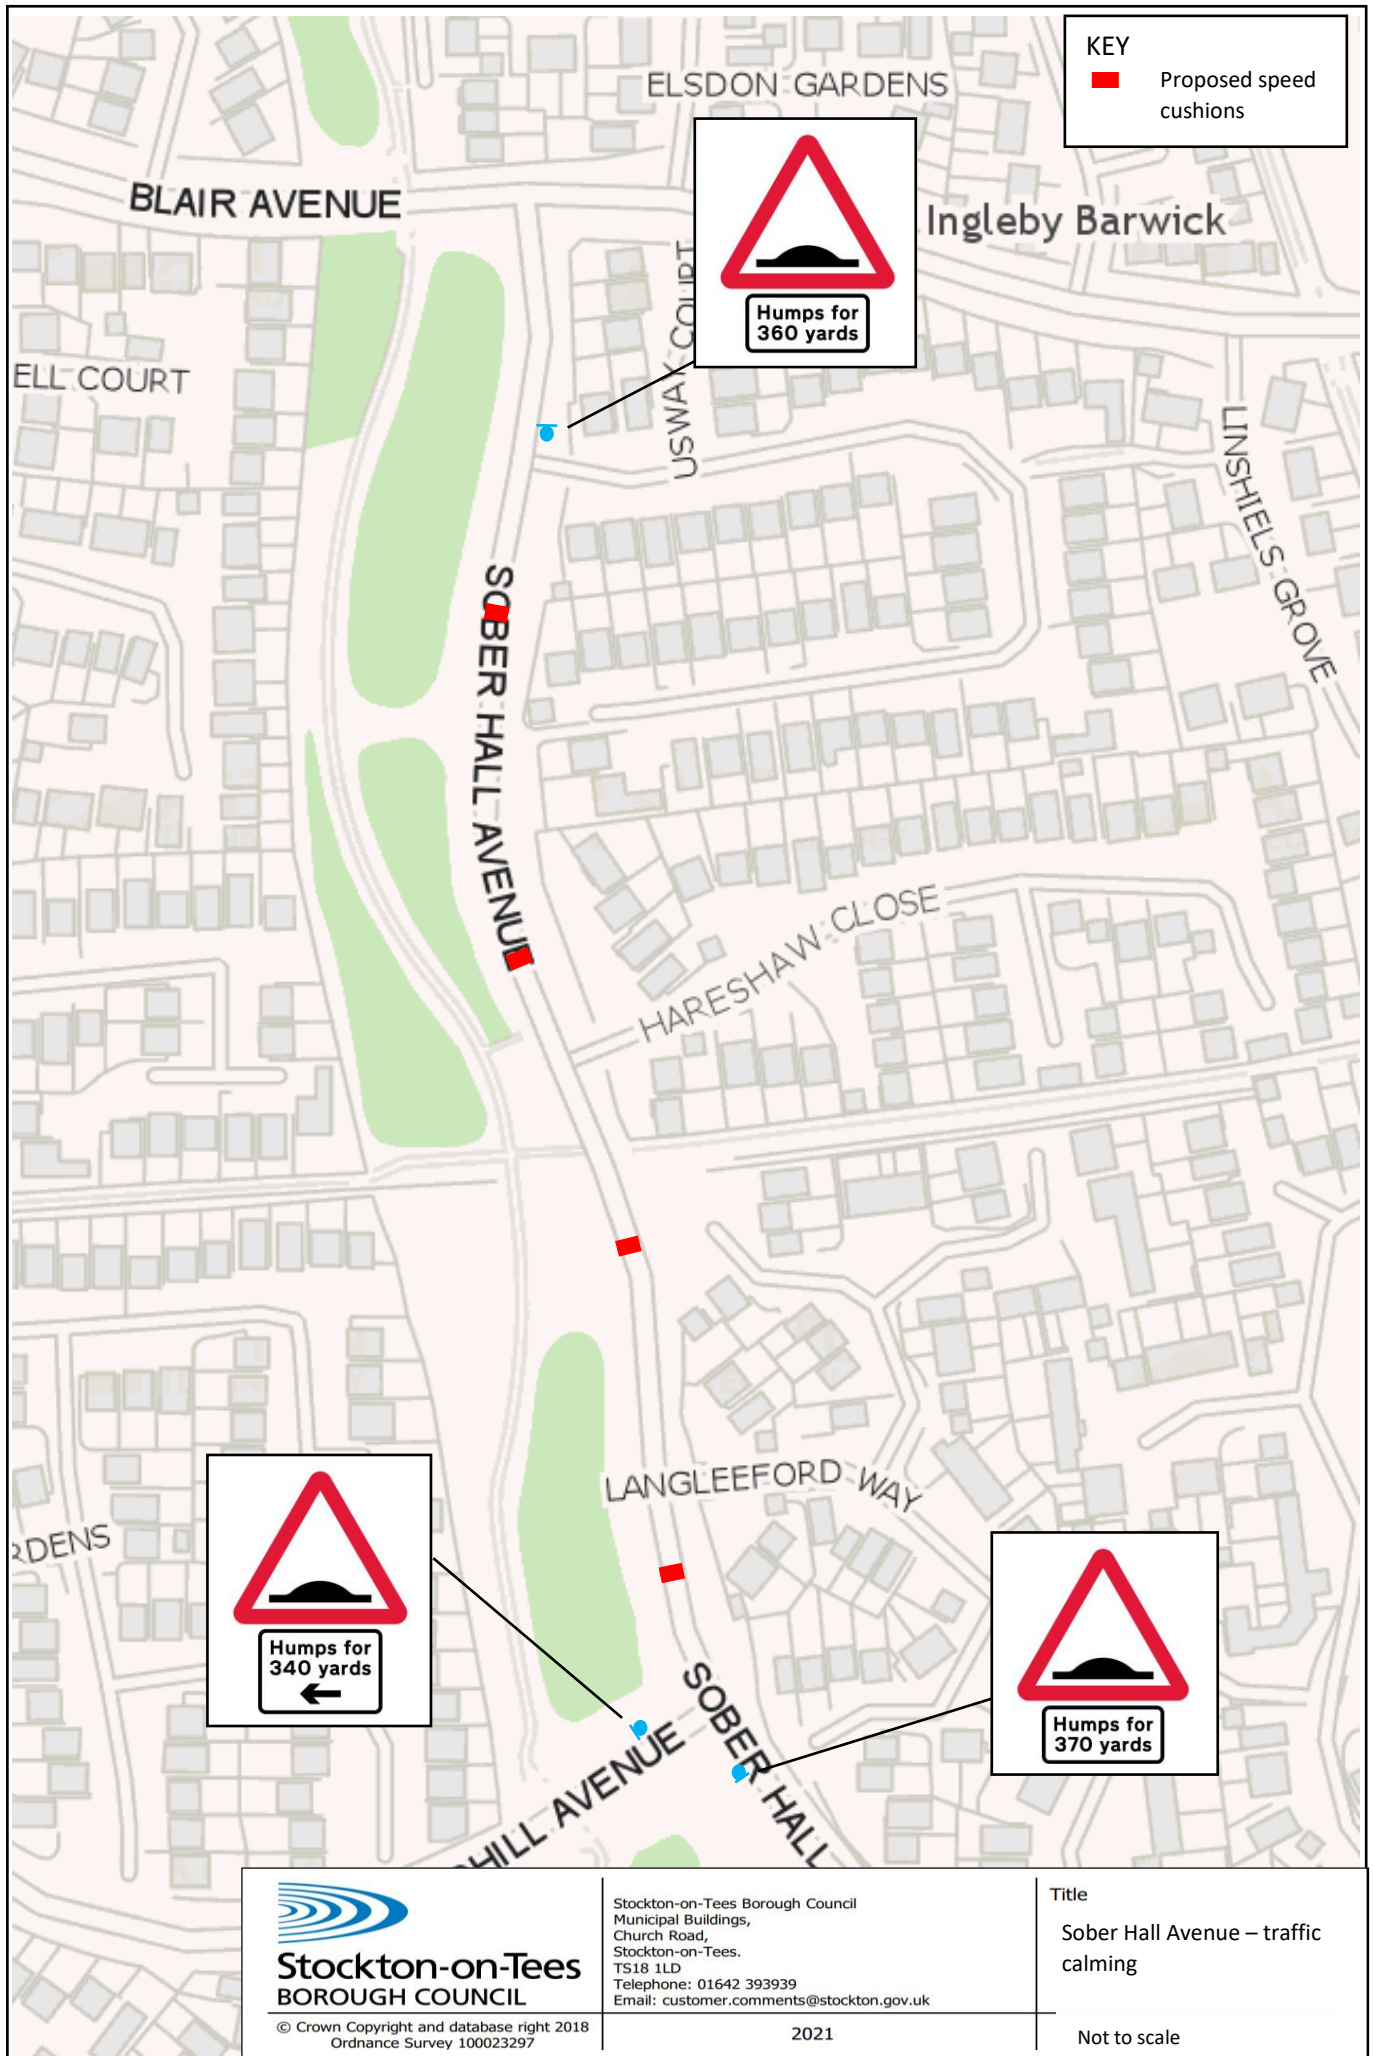 KEY
Proposed speed
cushions
ELSDON GARDENS
BLAIR AVENUE
Ingleby Barwick
Humps for
360 yards
USWAY COURT
ELL COURT
LINSHIELS GROVE
SOBER HALL AVENUE
HARESHAW CLOSE
LANGLEEFORD WAY
RDENS
Humps for
340 yards
Humps for
370 yards
HILL AVENUE
SOBER HALL
Stockton-on-Tees
BOROUGH COUNCIL
© Crown Copyright and database right 2018
Ordnance Survey 100023297
Stockton-on-Tees Borough Council
Municipal Buildings,
Church Road,
Stockton-on-Tees.
TS18 1LD
Telephone: 01642 393939
Email: customer.comments@stockton.gov.uk
2021
Title
Sober Hall Avenue – traffic
calming
Not to scale